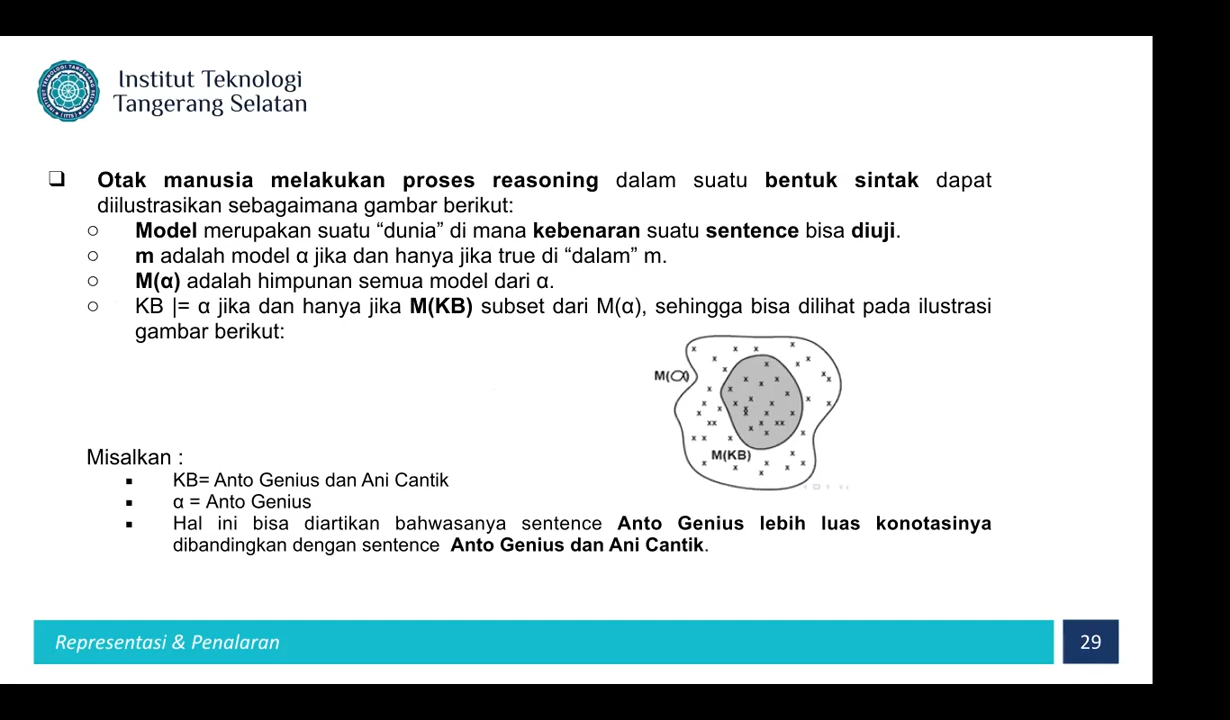 Institut Teknologi
Tangerang Selatan
❑ Otak manusia melakukan proses reasoning dalam suatu bentuk sintak dapat
diilustrasikan sebagaimana gambar berikut:
○ Model merupakan suatu “dunia” di mana kebenaran suatu sentence bisa diuji.
○ m adalah model α jika dan hanya jika true di “dalam” m.
○ M(α) adalah himpunan semua model dari α.
○ KB |= α jika dan hanya jika M(KB) subset dari M(α), sehingga bisa dilihat pada ilustrasi
gambar berikut:
M(α)
M(KB)
Misalkan :
▪ KB= Anto Genius dan Ani Cantik
▪ α = Anto Genius
▪ Hal ini bisa diartikan bahwasanya sentence Anto Genius lebih luas konotasinya
dibandingkan dengan sentence Anto Genius dan Ani Cantik.
Representasi & Penalaran
29